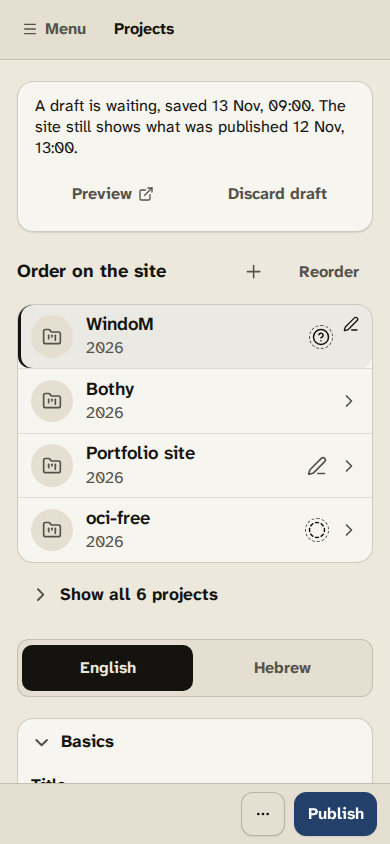 Menu Projects
A draft is waiting, saved 13 Nov, 09:00. The
site still shows what was published 12 Nov,
13:00.
Preview Discard draft
Order on the site Reorder
WindoM
2026
Bothy
2026
Portfolio site
2026
oci-free
2026
Show all 6 projects
English Hebrew
Basics
Title
... Publish